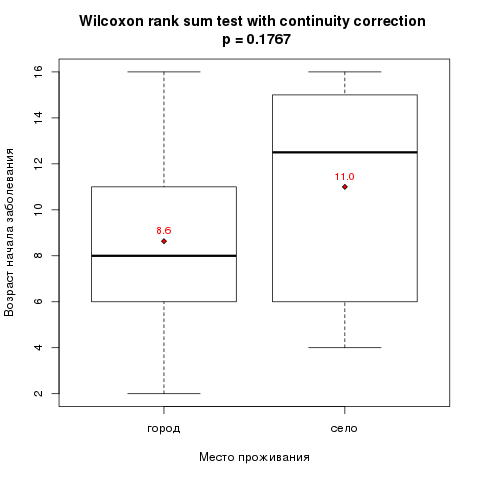 Wilcoxon rank sum test with continuity correction
p = 0.1767
Возраст начала заболевания
16
14
12
10
8
6
4
2
8.6
11.0
город
село
Место проживания